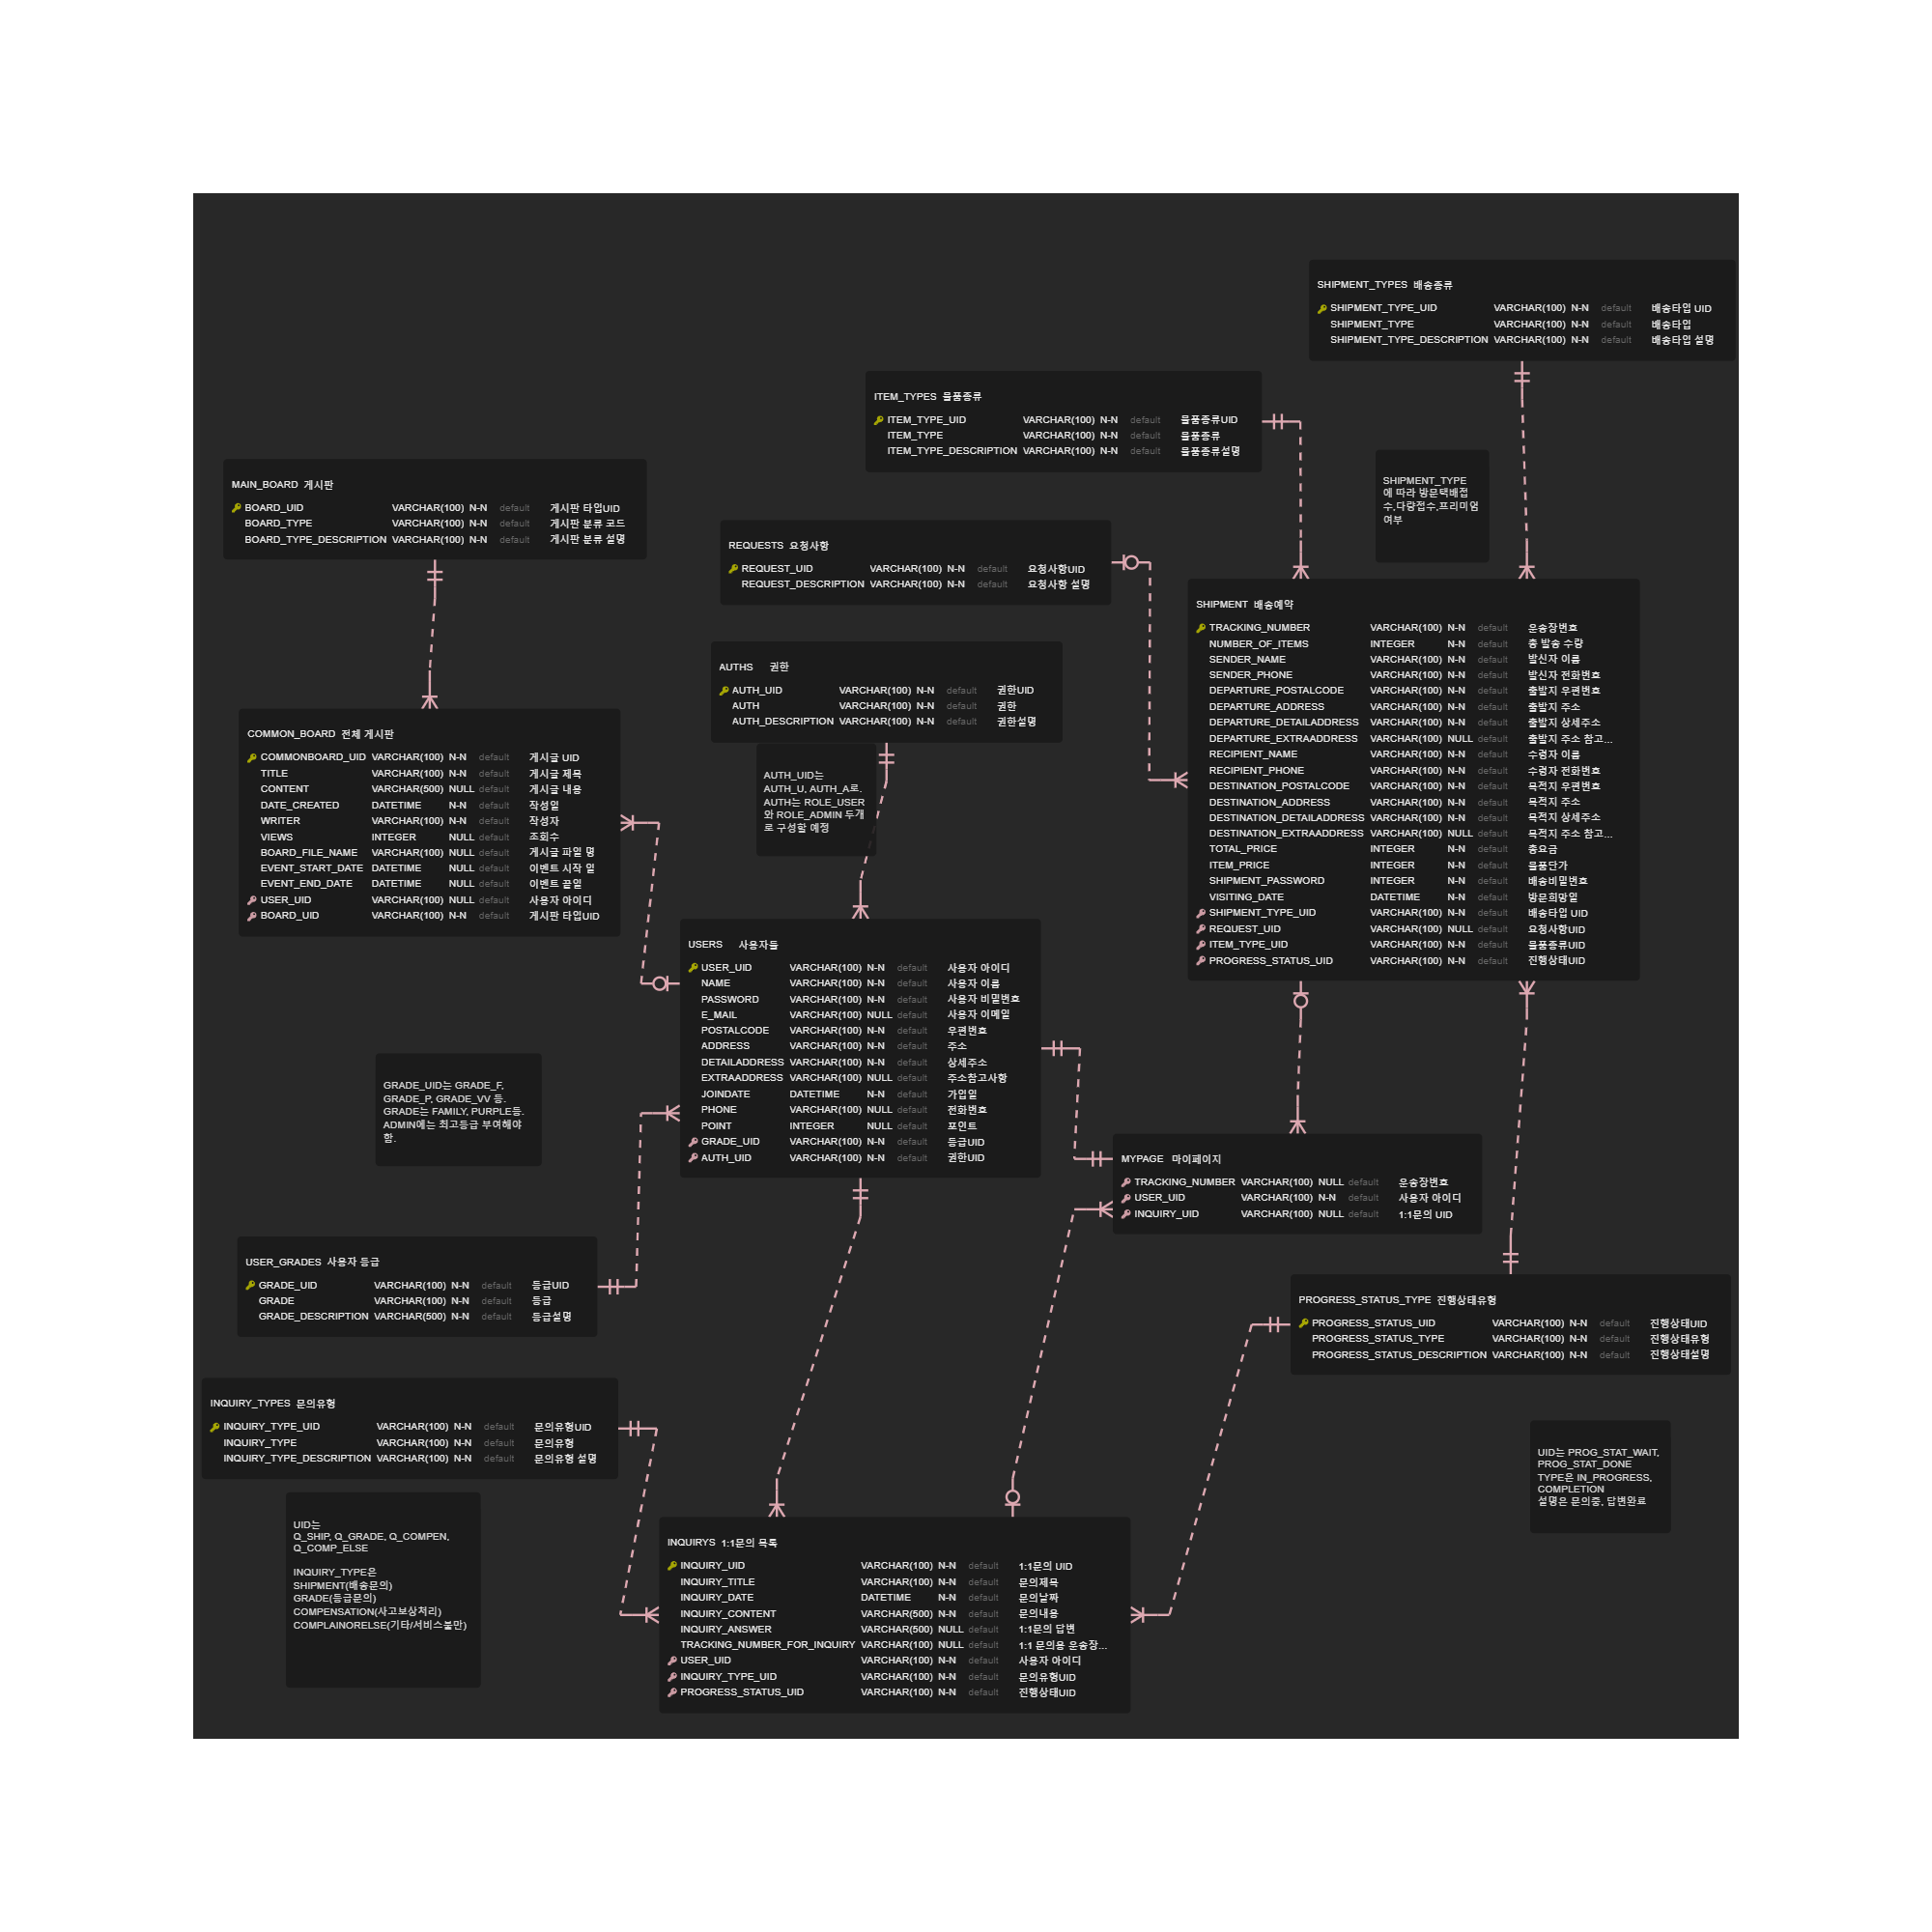 SHIPMENT_TYPES 배송종류
SHIPMENT_TYPE_UID VARCHAR(100) N-N default 배송타입 UID
SHIPMENT_TYPE VARCHAR(100) N-N default 배송타입
SHIPMENT_TYPE_DESCRIPTION VARCHAR(100) N-N default 배송타입 설명
ITEM_TYPES 물품종류
ITEM_TYPE_UID VARCHAR(100) N-N default 물품종류UID
ITEM_TYPE VARCHAR(100) N-N default 물품종류
ITEM_TYPE_DESCRIPTION VARCHAR(100) N-N default 물품종류설명
SHIPMENT_TYPE
에 따라 방문택배접
수,다량접수,프리미엄
여부
MAIN_BOARD 게시판
BOARD_UID VARCHAR(100) N-N default 게시판 타입UID
BOARD_TYPE VARCHAR(100) N-N default 게시판 분류 코드
BOARD_TYPE_DESCRIPTION VARCHAR(100) N-N default 게시판 분류 설명
REQUESTS 요청사항
REQUEST_UID VARCHAR(100) N-N default 요청사항UID
REQUEST_DESCRIPTION VARCHAR(100) N-N default 요청사항 설명
SHIPMENT 배송예약
TRACKING_NUMBER VARCHAR(100) N-N default 운송장번호
NUMBER_OF_ITEMS INTEGER N-N default 총 발송 수량
SENDER_NAME VARCHAR(100) N-N default 발신자 이름
SENDER_PHONE VARCHAR(100) N-N default 발신자 전화번호
DEPARTURE_POSTALCODE VARCHAR(100) N-N default 출발지 우편번호
DEPARTURE_ADDRESS VARCHAR(100) N-N default 출발지 주소
DEPARTURE_DETAILADDRESS VARCHAR(100) N-N default 출발지 상세주소
DEPARTURE_EXTRAADDRESS VARCHAR(100) NULL default 출발지 주소 참고...
RECIPIENT_NAME VARCHAR(100) N-N default 수령자 이름
RECIPIENT_PHONE VARCHAR(100) N-N default 수령자 전화번호
DESTINATION_POSTALCODE VARCHAR(100) N-N default 목적지 우편번호
DESTINATION_ADDRESS VARCHAR(100) N-N default 목적지 주소
DESTINATION_DETAILADDRESS VARCHAR(100) N-N default 목적지 상세주소
DESTINATION_EXTRAADDRESS VARCHAR(100) NULL default 목적지 주소 참고...
TOTAL_PRICE INTEGER N-N default 총요금
ITEM_PRICE INTEGER N-N default 물품단가
SHIPMENT_PASSWORD INTEGER N-N default 배송비밀번호
VISITING_DATE DATETIME N-N default 방문희망일
SHIPMENT_TYPE_UID VARCHAR(100) N-N default 배송타입 UID
REQUEST_UID VARCHAR(100) NULL default 요청사항UID
ITEM_TYPE_UID VARCHAR(100) N-N default 물품종류UID
PROGRESS_STATUS_UID VARCHAR(100) N-N default 진행상태UID
AUTHS 권한
AUTH_UID VARCHAR(100) N-N default 권한UID
AUTH VARCHAR(100) N-N default 권한
AUTH_DESCRIPTION VARCHAR(100) N-N default 권한설명
COMMON_BOARD 전체 게시판
COMMONBOARD_UID VARCHAR(100) N-N default 게시글 UID
TITLE VARCHAR(100) N-N default 게시글 제목
CONTENT VARCHAR(500) NULL default 게시글 내용
DATE_CREATED DATETIME N-N default 작성일
WRITER VARCHAR(100) N-N default 작성자
VIEWS INTEGER NULL default 조회수
BOARD_FILE_NAME VARCHAR(100) NULL default 게시글 파일 명
EVENT_START_DATE DATETIME NULL default 이벤트 시작 일
EVENT_END_DATE DATETIME NULL default 이벤트 끝일
USER_UID VARCHAR(100) NULL default 사용자 아이디
BOARD_UID VARCHAR(100) N-N default 게시판 타입UID
AUTH_UID는
AUTH_U, AUTH_A로.
AUTH는 ROLE_USER
와 ROLE_ADMIN 두개
로 구성할 예정
USERS 사용자들
USER_UID VARCHAR(100) N-N default 사용자 아이디
NAME VARCHAR(100) N-N default 사용자 이름
PASSWORD VARCHAR(100) N-N default 사용자 비밀번호
E_MAIL VARCHAR(100) NULL default 사용자 이메일
POSTALCODE VARCHAR(100) N-N default 우편번호
ADDRESS VARCHAR(100) N-N default 주소
DETAILADDRESS VARCHAR(100) N-N default 상세주소
EXTRAADDRESS VARCHAR(100) NULL default 주소참고사항
JOINDATE DATETIME N-N default 가입일
PHONE VARCHAR(100) NULL default 전화번호
POINT INTEGER NULL default 포인트
GRADE_UID VARCHAR(100) N-N default 등급UID
AUTH_UID VARCHAR(100) N-N default 권한UID
GRADE_UID는 GRADE_F,
GRADE_P, GRADE_VV 등.
GRADE는 FAMILY, PURPLE등.
ADMIN에는 최고등급 부여해야
함.
MYPAGE 마이페이지
TRACKING_NUMBER VARCHAR(100) NULL default 운송장번호
USER_UID VARCHAR(100) N-N default 사용자 아이디
INQUIRY_UID VARCHAR(100) NULL default 1:1문의 UID
USER_GRADES 사용자 등급
GRADE_UID VARCHAR(100) N-N default 등급UID
GRADE VARCHAR(100) N-N default 등급
GRADE_DESCRIPTION VARCHAR(500) N-N default 등급설명
PROGRESS_STATUS_TYPE 진행상태유형
PROGRESS_STATUS_UID VARCHAR(100) N-N default 진행상태UID
PROGRESS_STATUS_TYPE VARCHAR(100) N-N default 진행상태유형
PROGRESS_STATUS_DESCRIPTION VARCHAR(100) N-N default 진행상태설명
INQUIRY_TYPES 문의유형
INQUIRY_TYPE_UID VARCHAR(100) N-N default 문의유형UID
INQUIRY_TYPE VARCHAR(100) N-N default 문의유형
INQUIRY_TYPE_DESCRIPTION VARCHAR(100) N-N default 문의유형 설명
UID는 PROG_STAT_WAIT,
PROG_STAT_DONE
TYPE은 IN_PROGRESS,
COMPLETION
설명은 문의중, 답변완료
UID는
Q_SHIP, Q_GRADE, Q_COMPEN,
Q_COMP_ELSE
INQUIRY_TYPE은
SHIPMENT(배송문의)
GRADE(등급문의)
COMPENSATION(사고보상처리)
COMPLAINORELSE(기타/서비스불만)
INQUIRYS 1:1문의 목록
INQUIRY_UID VARCHAR(100) N-N default 1:1문의 UID
INQUIRY_TITLE VARCHAR(100) N-N default 문의제목
INQUIRY_DATE DATETIME N-N default 문의날짜
INQUIRY_CONTENT VARCHAR(500) N-N default 문의내용
INQUIRY_ANSWER VARCHAR(500) NULL default 1:1문의 답변
TRACKING_NUMBER_FOR_INQUIRY VARCHAR(100) NULL default 1:1 문의용 운송장...
USER_UID VARCHAR(100) N-N default 사용자 아이디
INQUIRY_TYPE_UID VARCHAR(100) N-N default 문의유형UID
PROGRESS_STATUS_UID VARCHAR(100) N-N default 진행상태UID